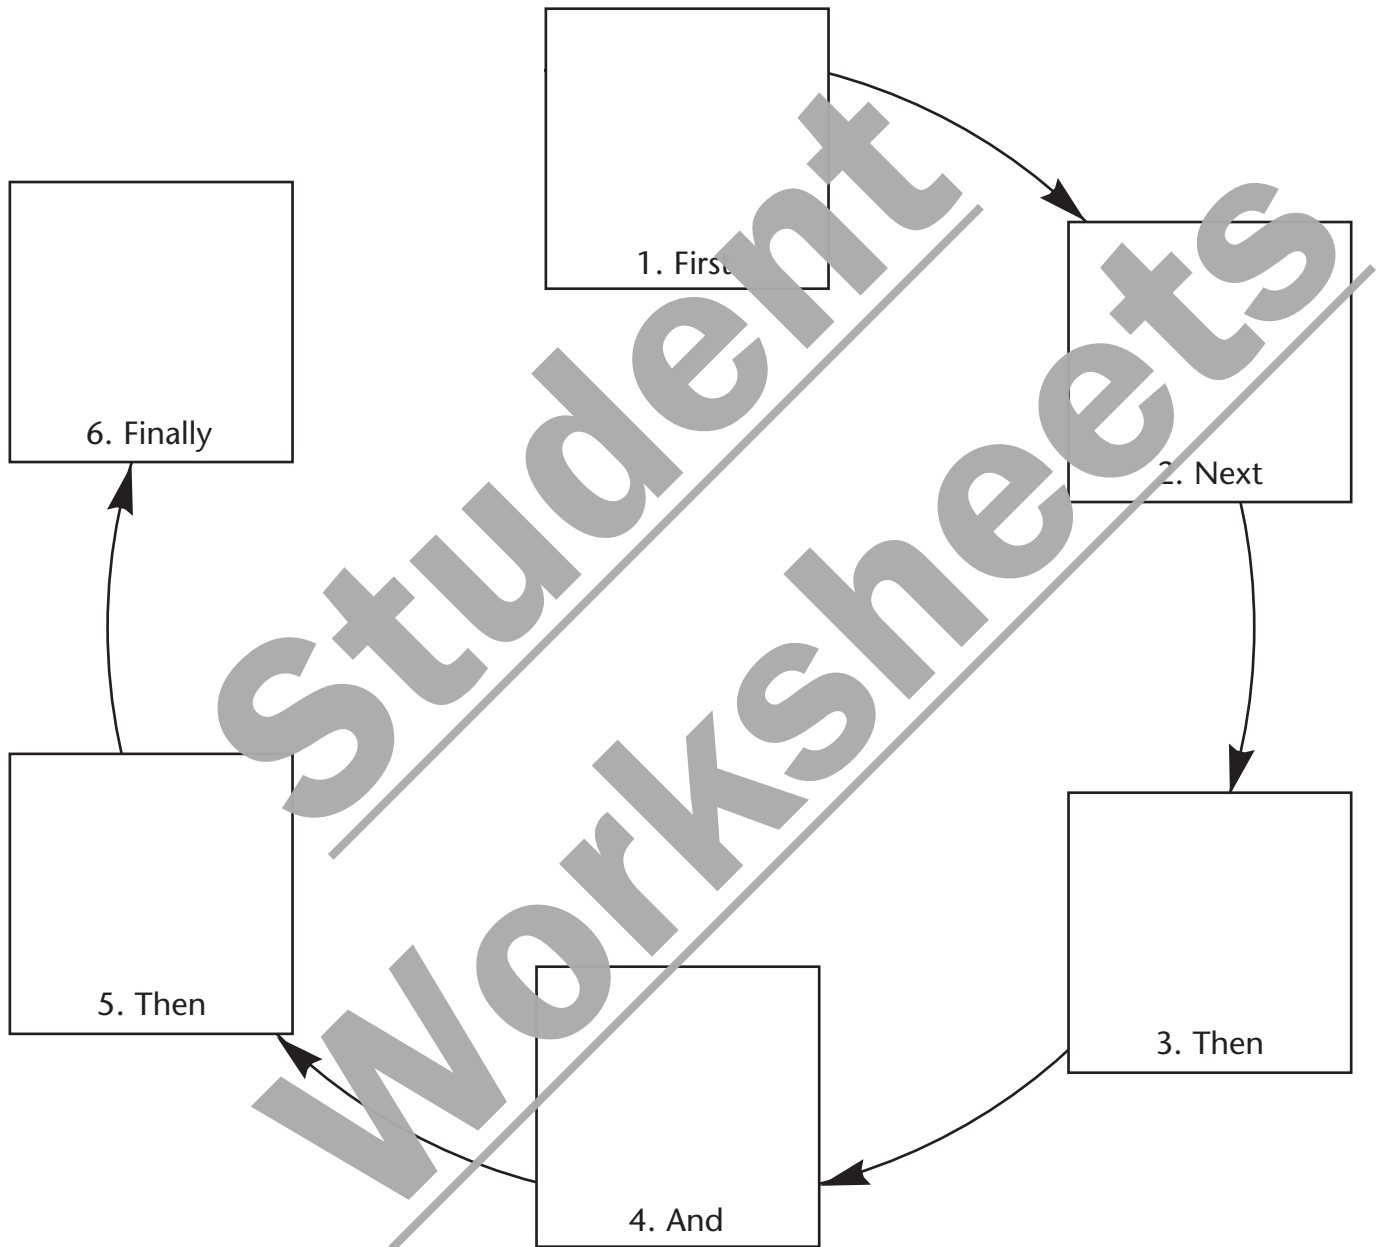 1. First
2. Next
3. Then
4. And
5. Then
6. Finally
Student
Worksheets